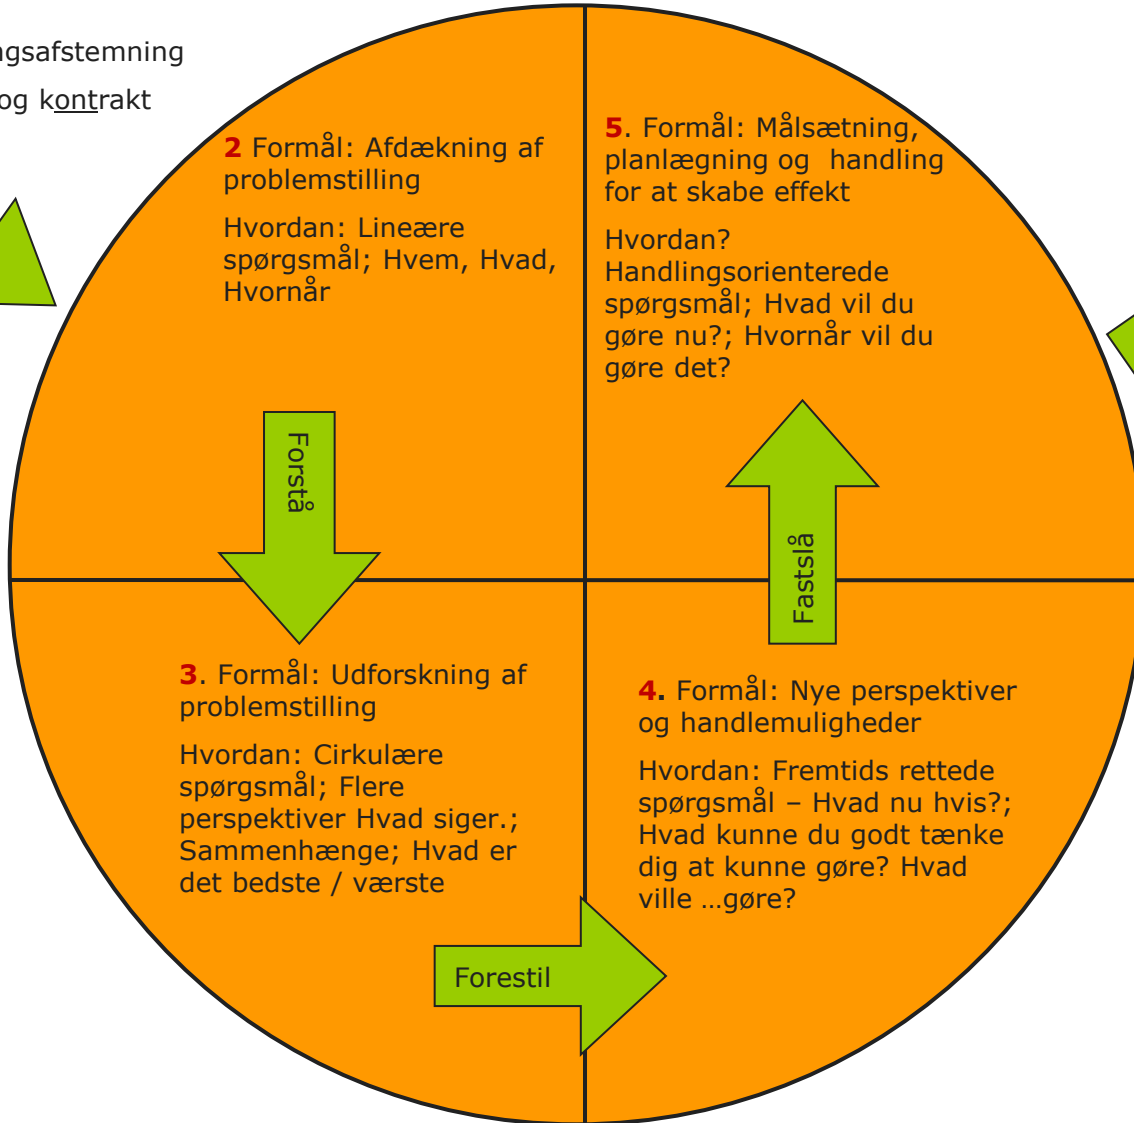 ngsafstemning
og kontrakt
2 Formål: Afdækning af
problemstilling
Hvordan: Lineære
spørgsmål; Hvem, Hvad,
Hvornår
Forstå
3. Formål: Udforskning af
problemstilling
Hvordan: Cirkulære
spørgsmål; Flere
perspektiver Hvad siger.;
Sammenhænge; Hvad er
det bedste / værste
Forestil
4. Formål: Nye perspektiver
og handlemuligheder
Hvordan: Fremtids rettede
spørgsmål – Hvad nu hvis?;
Hvad kunne du godt tænke
dig at kunne gøre? Hvad
ville …gøre?
Fastslå
5. Formål: Målsætning,
planlægning og  handling
for at skabe effekt
Hvordan?
Handlingsorienterede
spørgsmål; Hvad vil du
gøre nu?; Hvornår vil du
gøre det?